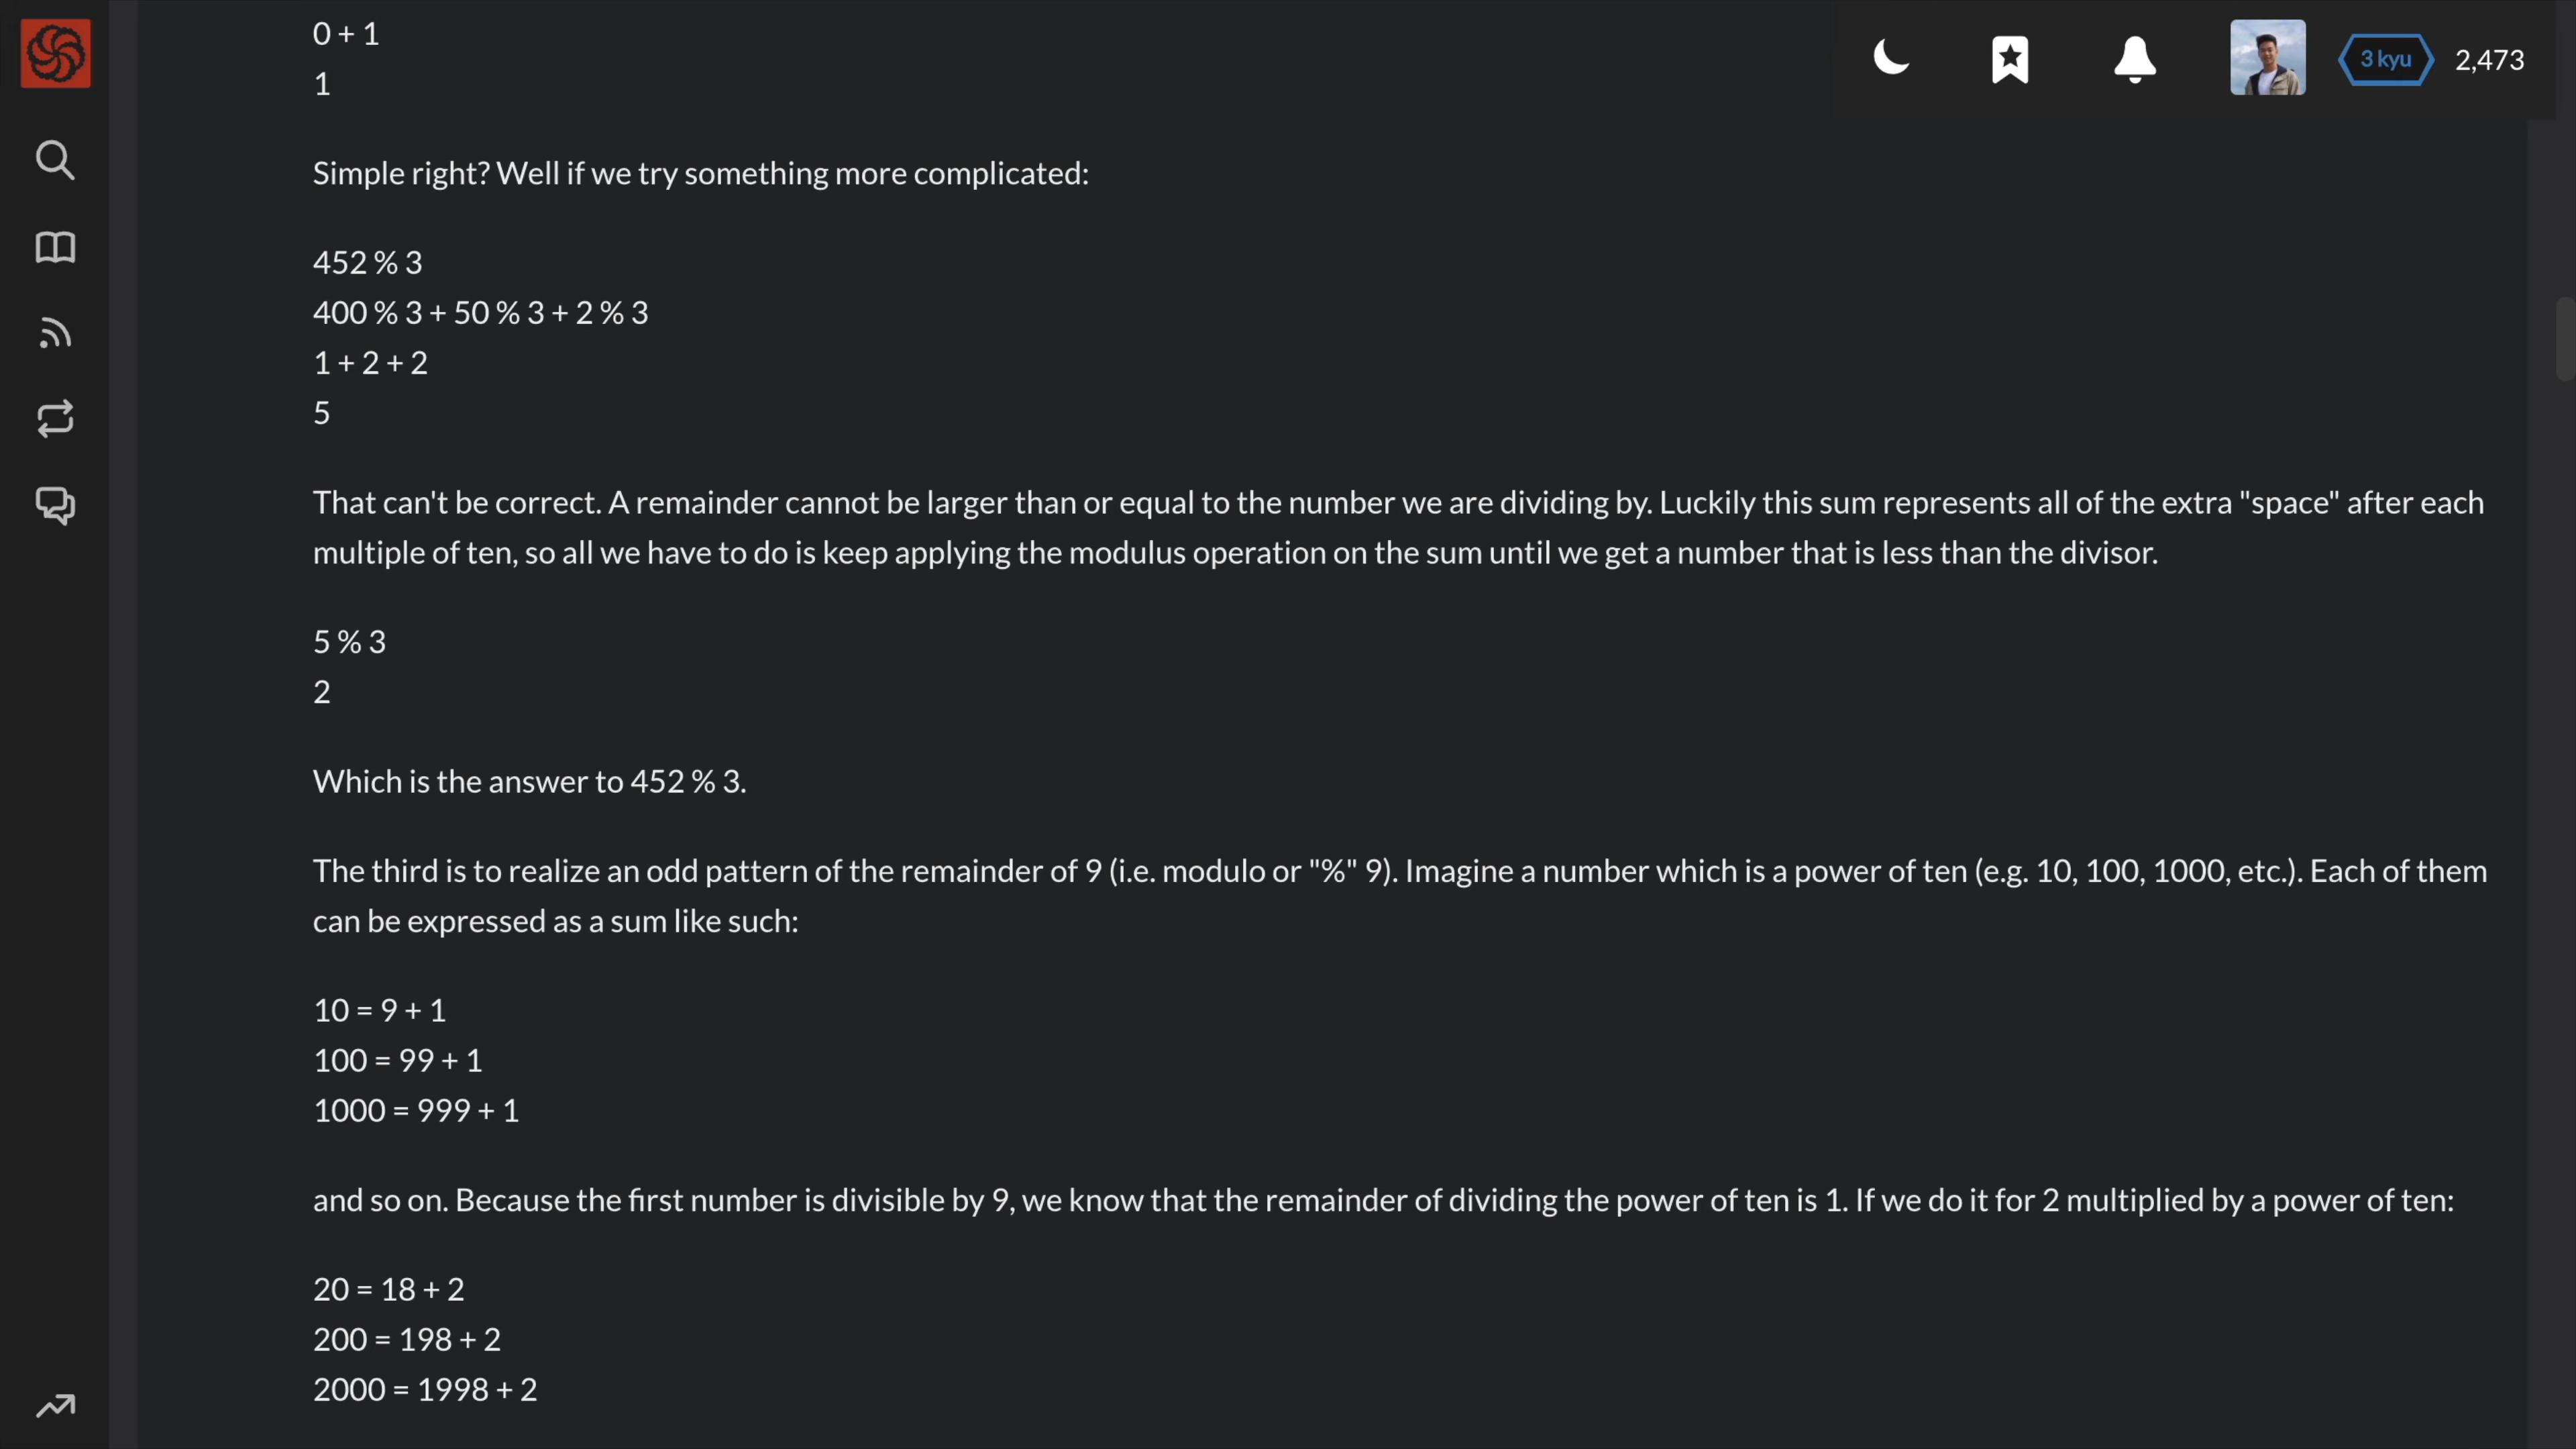 0 + 1
1
3 kyu
2,473
Simple right? Well if we try something more complicated:
452 % 3
400 % 3 + 50 % 3 + 2 % 3
1 + 2 + 2
5
That can't be correct. A remainder cannot be larger than or equal to the number we are dividing by. Luckily this sum represents all of the extra "space" after each
multiple of ten, so all we have to do is keep applying the modulus operation on the sum until we get a number that is less than the divisor.
5 % 3
2
Which is the answer to 452 % 3.
The third is to realize an odd pattern of the remainder of 9 (i.e. modulo or "%" 9). Imagine a number which is a power of ten (e.g. 10, 100, 1000, etc.). Each of them
can be expressed as a sum like such:
10 = 9 + 1
100 = 99 + 1
1000 = 999 + 1
and so on. Because the first number is divisible by 9, we know that the remainder of dividing the power of ten is 1. If we do it for 2 multiplied by a power of ten:
20 = 18 + 2
200 = 198 + 2
2000 = 1998 + 2